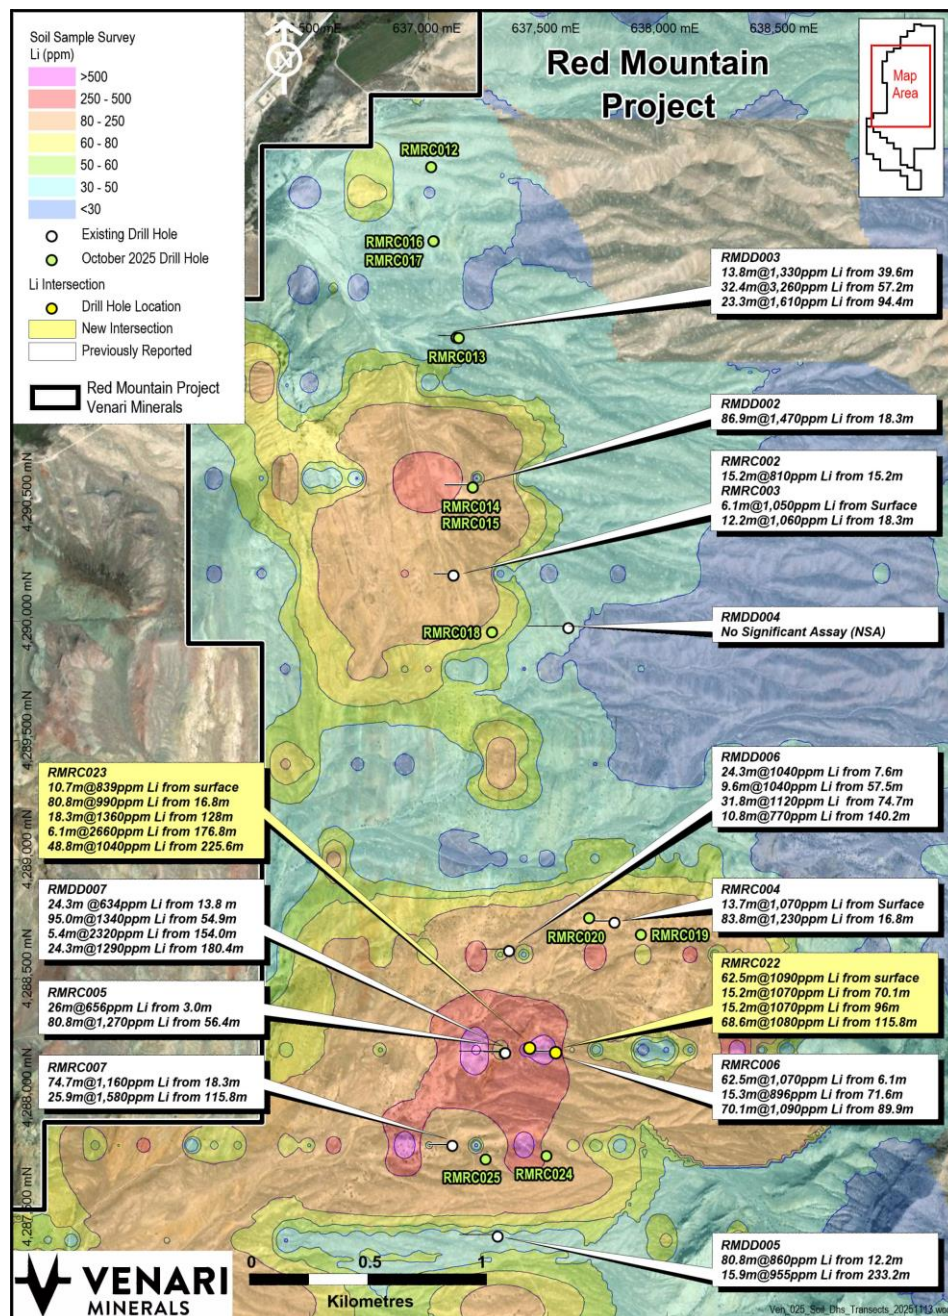 Soil Sample Survey
Li (ppm)
>500
250 - 500
80 - 250
60 - 80
50 - 60
30 - 50
<30
Existing Drill Hole
October 2025 Drill Hole
Li Intersection
Drill Hole Location
New Intersection
Previously Reported
Red Mountain Project
Venari Minerals
500 mE
637,000 mE
637,500 mE
638,000 mE
638,500 mE
N
Red Mountain
Project
Map
Area
RMRC012
RMRC016
RMRC017
RMDD003
13.8m@1,330ppm Li from 39.6m
32.4m@3,260ppm Li from 57.2m
23.3m@1,610ppm Li from 94.4m
RMRC013
RMDD002
86.9m@1,470ppm Li from 18.3m
4,290,500 mN
RMRC014
RMRC015
RMRC002
15.2m@810ppm Li from 15.2m
RMRC003
6.1m@1,050ppm Li from Surface
12.2m@1,060ppm Li from 18.3m
4,290,000 mN
RMRC018
RMDD004
No Significant Assay (NSA)
4,289,500 mN
RMRC023
10.7m@839ppm Li from surface
80.8m@990ppm Li from 16.8m
18.3m@1360ppm Li from 128m
6.1m@2660ppm Li from 176.8m
48.8m@1040ppm Li from 225.6m
RMDD006
24.3m@1040ppm Li from 7.6m
9.6m@1040ppm Li from 57.5m
31.8m@1120ppm Li from 74.7m
10.8m@770ppm Li from 140.2m
4,289,000 mN
RMDD007
24.3m @634ppm Li from 13.8 m
95.0m@1340ppm Li from 54.9m
5.4m@2320ppm Li from 154.0m
24.3m@1290ppm Li from 180.4m
RMRC004
13.7m@1,070ppm Li from Surface
83.8m@1,230ppm Li from 16.8m
RMRC020
RMRC019
4,288,500 mN
RMRC022
62.5m@1090ppm Li from surface
15.2m@1070ppm Li from 70.1m
15.2m@1070ppm Li from 96m
68.6m@1080ppm Li from 115.8m
RMRC005
26m@656ppm Li from 3.0m
80.8m@1,270ppm Li from 56.4m
RMRC007
74.7m@1,160ppm Li from 18.3m
25.9m@1,580ppm Li from 115.8m
RMRC006
62.5m@1,070ppm Li from 6.1m
15.3m@896ppm Li from 71.6m
70.1m@1,090ppm Li from 89.9m
4,288,000 mN
RMRC025
RMRC024
4,287,500 mN
RMDD005
80.8m@860ppm Li from 12.2m
15.9m@955ppm Li from 233.2m
VENARI
MINERALS
0
0.5
1
Kilometres